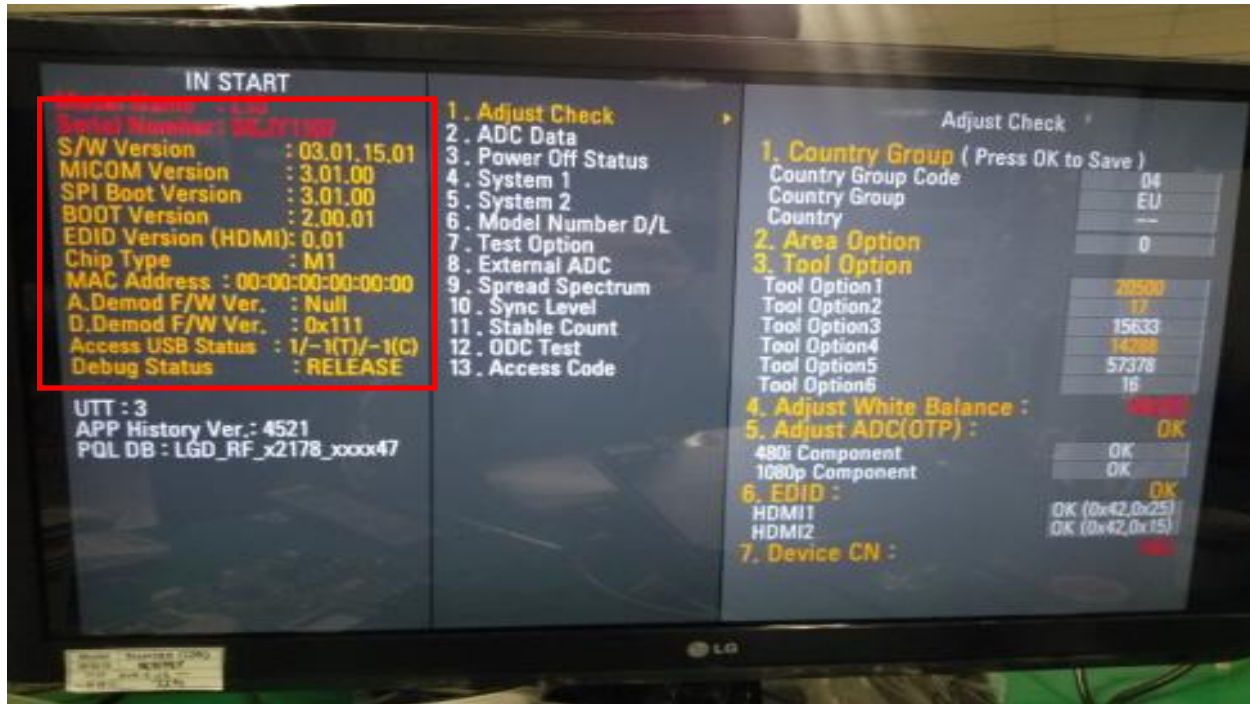 IN START
S/W Version : 03.01.15.01
MICOM Version : 3.01.00
SPI Boot Version : 3.01.00
BOOT Version : 2.00.01
EDID Version (HDMI): 0.01
Chip Type : M1
MAC Address : 00:00:00:00:00:00
A.Demod F/W Ver. : Null
D.Demod F/W Ver. : 0x111
Access USB Status : 1/-1(T)/-1(C)
Debug Status : RELEASE
UTT : 3
APP History Ver.: 4521
PQL DB : LGD_RF_x2178_xxxx47
1 . Adjust Check
2 . ADC Data
3 . Power Off Status
4 . System 1
5 . System 2
6 . Model Number D/L
7 . Test Option
8 . External ADC
9 . Spread Spectrum
10 . Sync Level
11 . Stable Count
12 . ODC Test
13 . Access Code
Adjust Check
1. Country Group ( Press OK to Save )
Country Group Code 04
Country Group EU
Country --
2. Area Option 0
3. Tool Option
Tool Option1 20500
Tool Option2 17
Tool Option3 15633
Tool Option4 14288
Tool Option5 57378
Tool Option6 16
4. Adjust White Balance :
5. Adjust ADC(OTP) : OK
480i Component OK
1080p Component OK
6. EDID : OK
HDMI1 OK (0x42,0x25)
HDMI2 OK (0x42,0x15)
7. Device CN :
LG